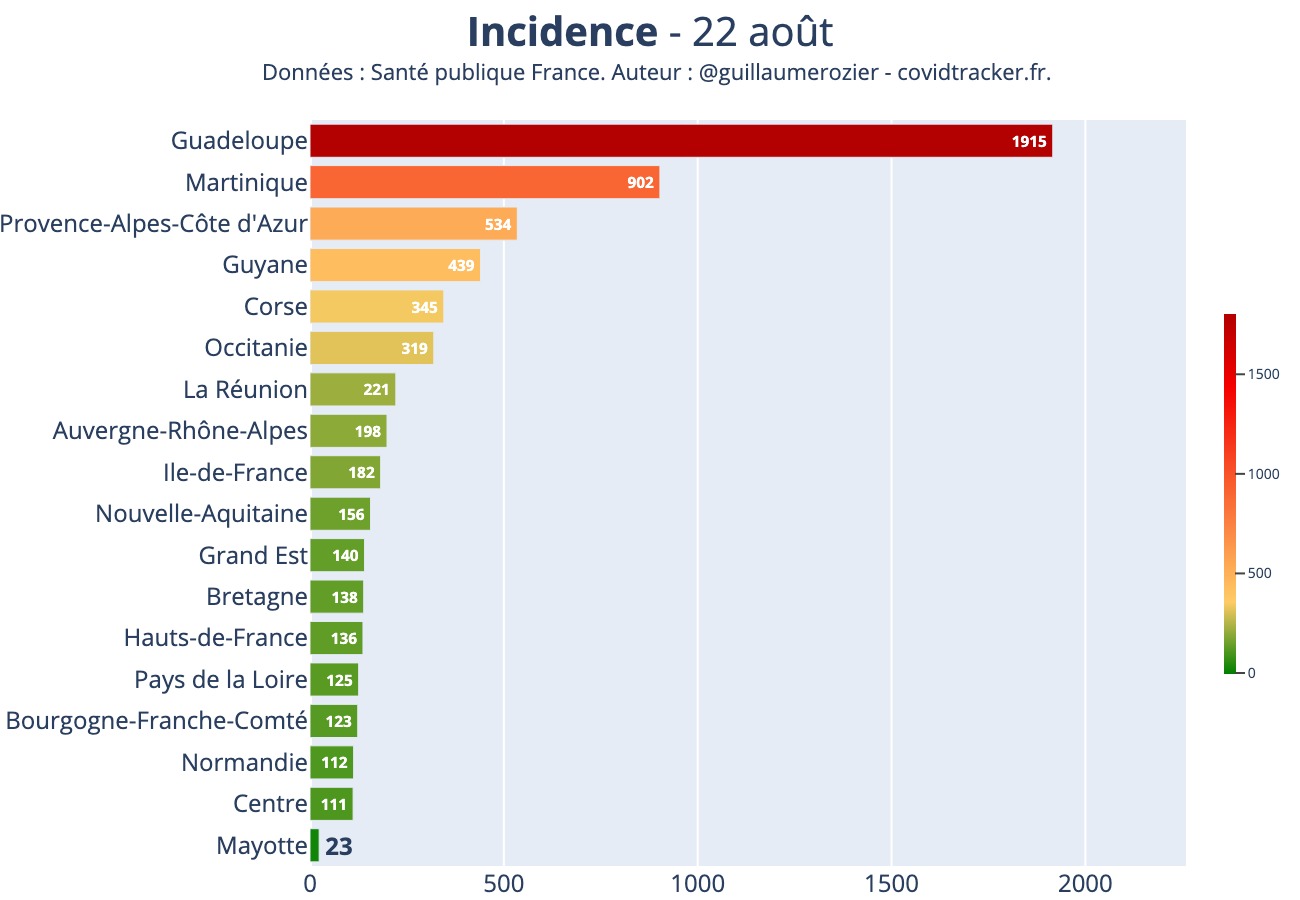 Incidence - 22 août
Données : Santé publique France. Auteur : @guillaumerozier - covidtracker.fr.
Guadeloupe 1915
Martinique 902
Provence-Alpes-Côte d'Azur 534
Guyane 439
Corse 345
Occitanie 319
La Réunion 221
Auvergne-Rhône-Alpes 198
Ile-de-France 182
Nouvelle-Aquitaine 156
Grand Est 140
Bretagne 138
Hauts-de-France 136
Pays de la Loire 125
Bourgogne-Franche-Comté 123
Normandie 112
Centre 111
Mayotte 23
0 500 1000 1500 2000
1500
1000
500
0